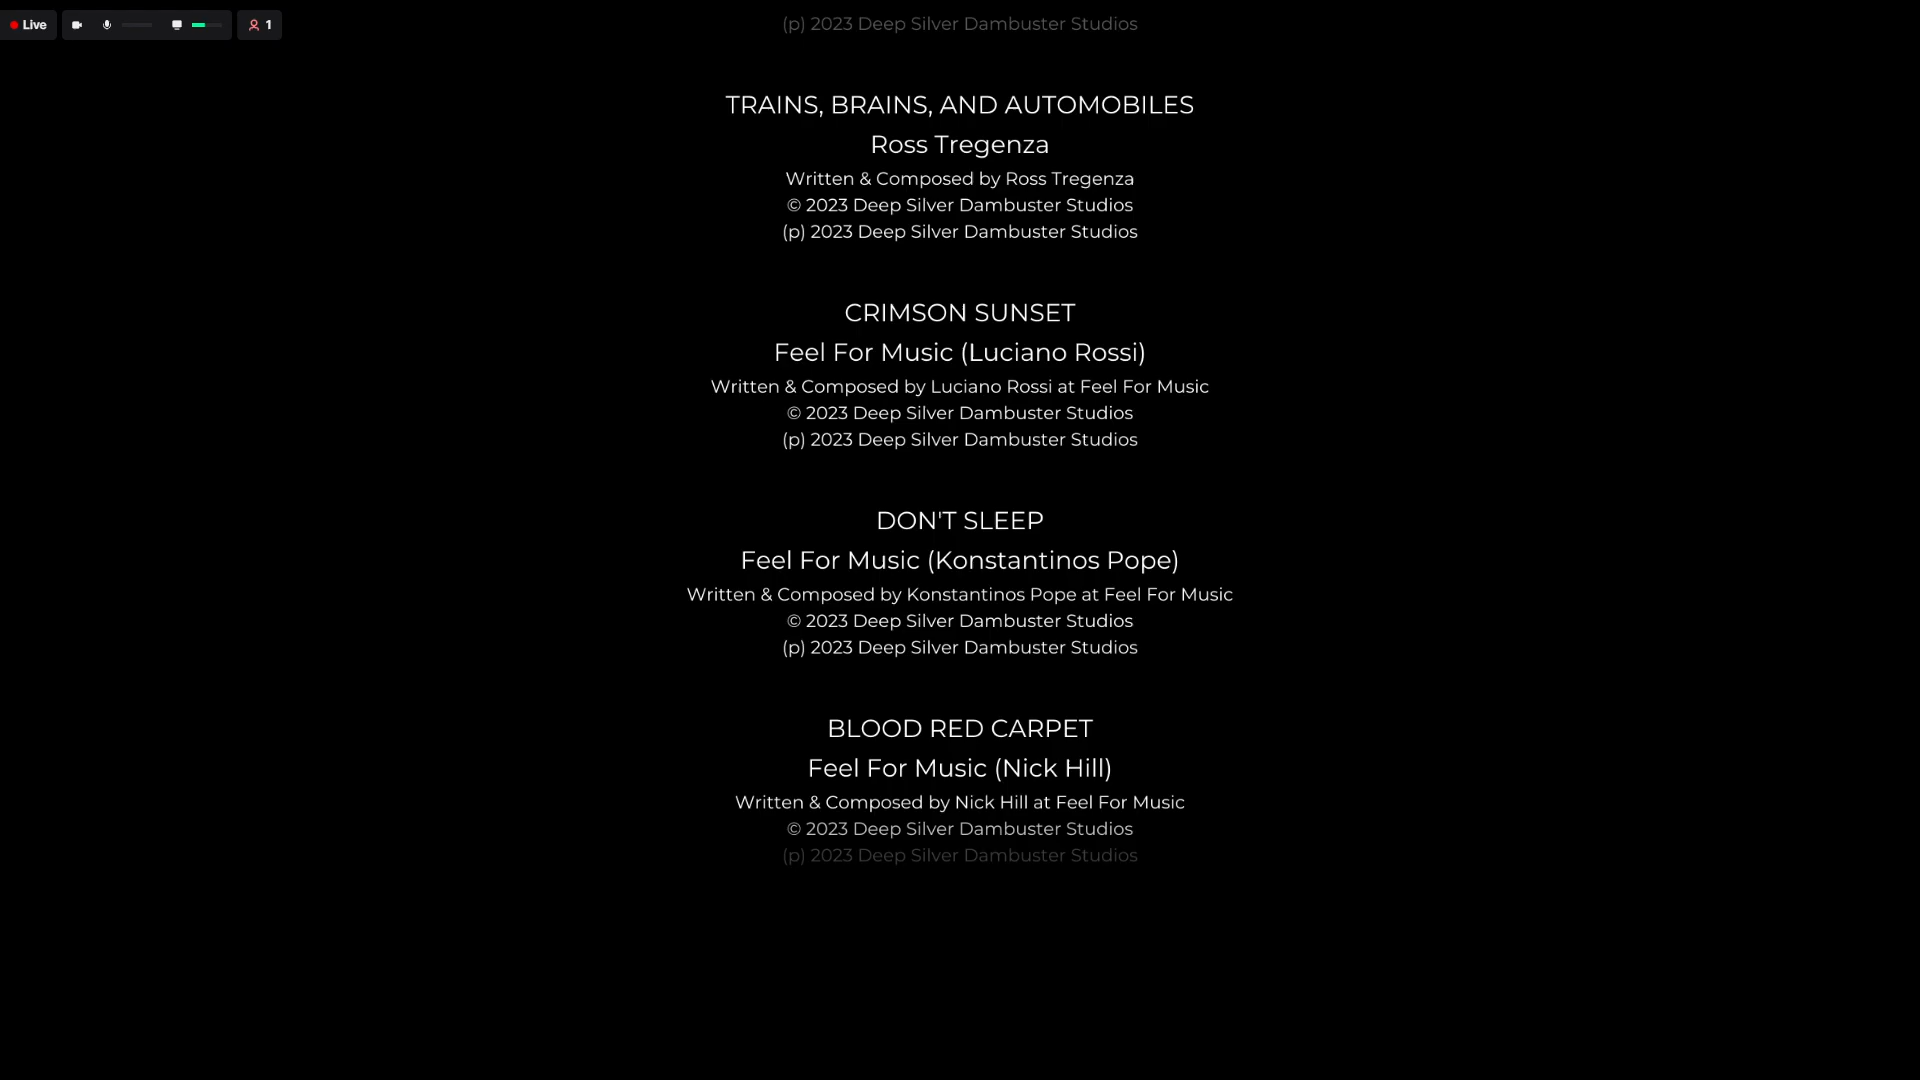 Live
1
(p) 2023 Deep Silver Dambuster Studios
TRAINS, BRAINS, AND AUTOMOBILES
Ross Tregenza
Written & Composed by Ross Tregenza
© 2023 Deep Silver Dambuster Studios
(p) 2023 Deep Silver Dambuster Studios
CRIMSON SUNSET
Feel For Music (Luciano Rossi)
Written & Composed by Luciano Rossi at Feel For Music
© 2023 Deep Silver Dambuster Studios
(p) 2023 Deep Silver Dambuster Studios
DON'T SLEEP
Feel For Music (Konstantinos Pope)
Written & Composed by Konstantinos Pope at Feel For Music
© 2023 Deep Silver Dambuster Studios
(p) 2023 Deep Silver Dambuster Studios
BLOOD RED CARPET
Feel For Music (Nick Hill)
Written & Composed by Nick Hill at Feel For Music
© 2023 Deep Silver Dambuster Studios
(p) 2023 Deep Silver Dambuster Studios